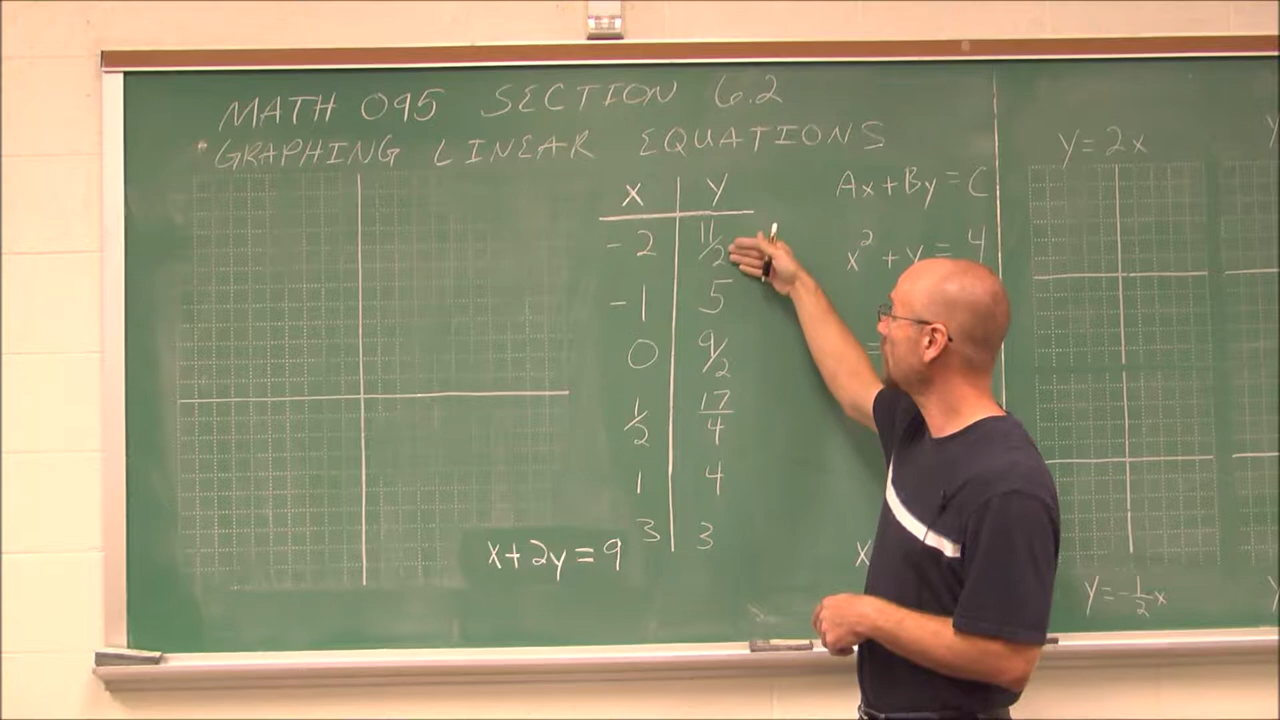 MATH 095 SECTION 6.2
GRAPHING LINEAR EQUATIONS
x y
-2 11/2
-1 5
0 9/2
1/2 17/4
1 4
3 3
x+2y=9
Ax+By=C
x²+y=4
=
x
y=2x
y=-1/2x
y
y